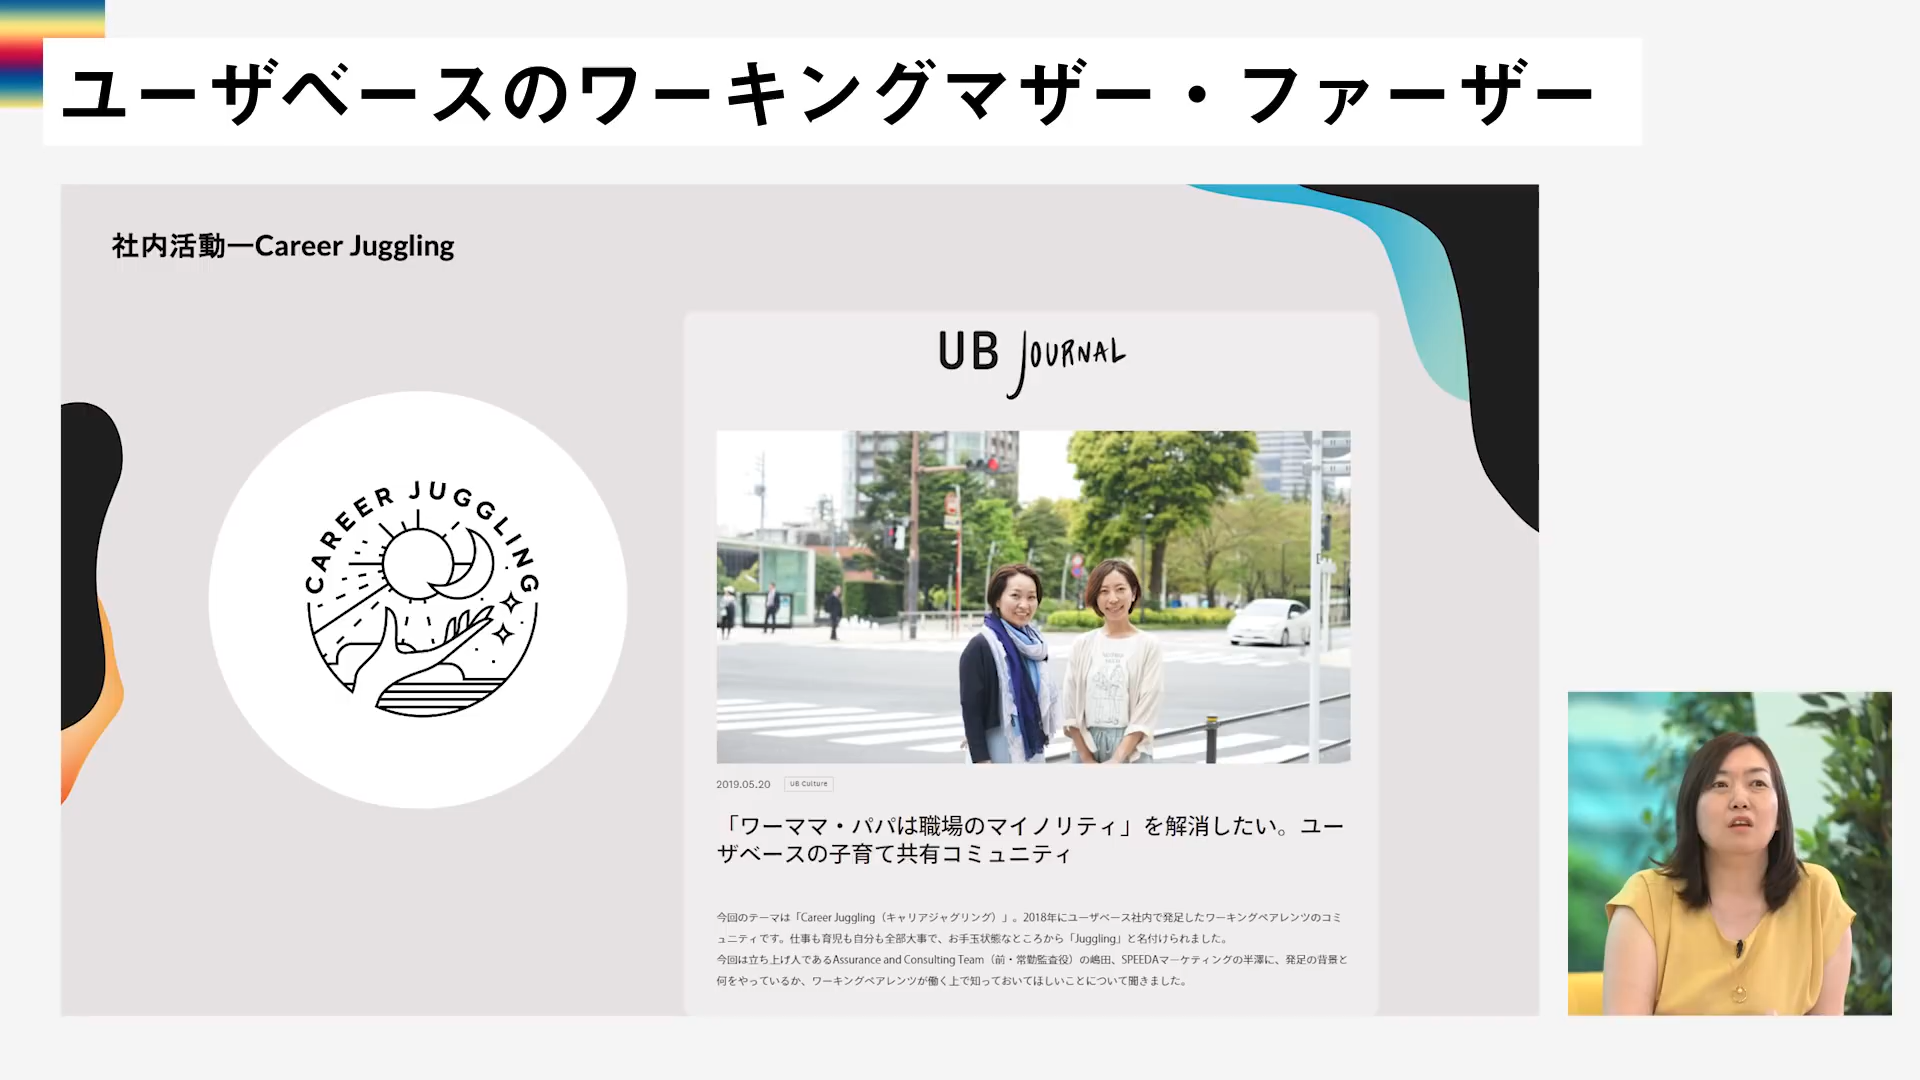 ユーザベースのワーキングマザー・ファーザー
社内活動ーCareer Juggling
CAREER JUGGLING
UB JOURNAL
2019.05.20 UB Culture
「ワーママ・パパは職場のマイノリティ」を解消したい。ユー
ザベースの子育て共有コミュニティ
今回のテーマは「Career Juggling（キャリアジャグリング）」。2018年にユーザベース社内で発足したワーキングペアレンツのコミ
ュニティです。仕事も育児も自分も全部大事で、お手玉状態なところから「Juggling」と名付けられました。
今回は立ち上げ人であるAssurance and Consulting Team（前・常勤監査役）の嶋田、SPEEDAマーケティングの半澤に、発足の背景と
何をやっているか、ワーキングペアレンツが働く上で知っておいてほしいことについて聞きました。